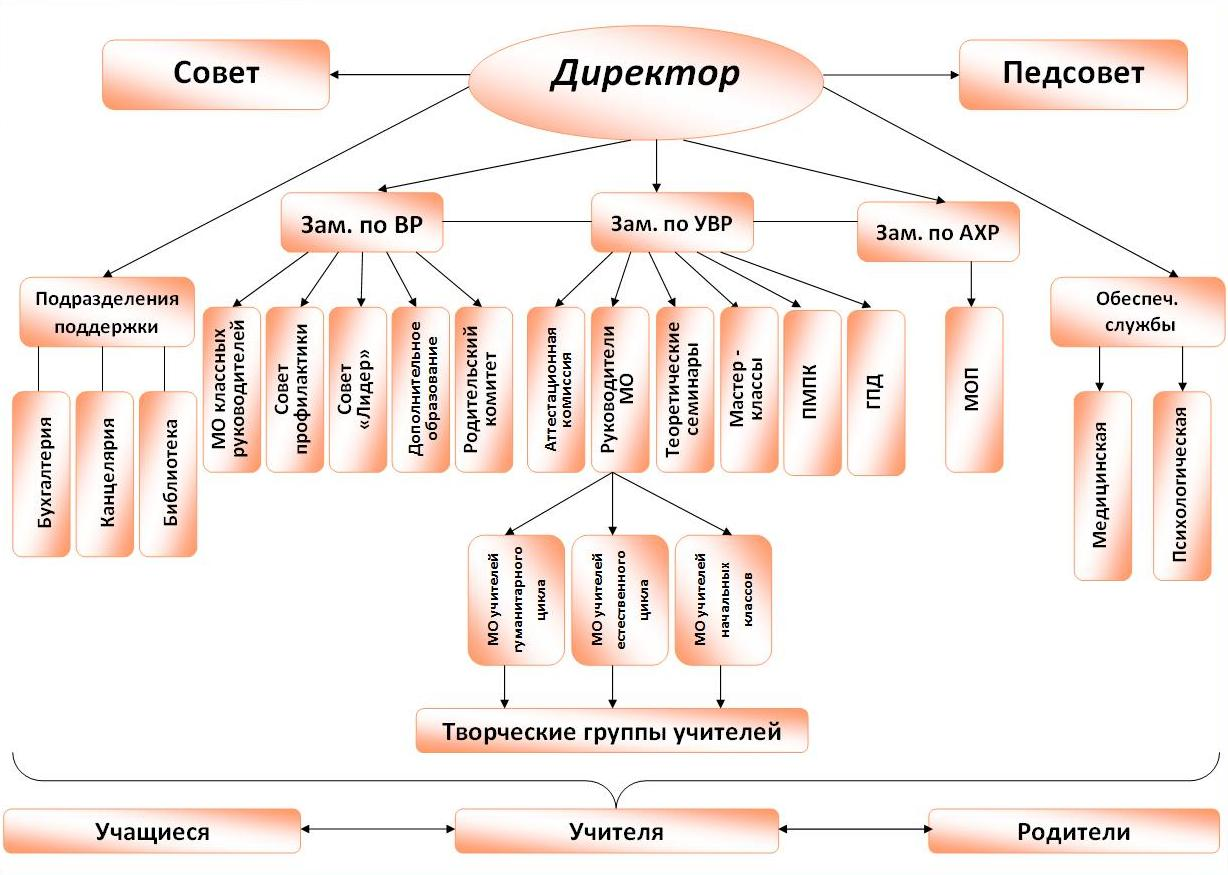 Директор
Совет
Педсовет
Зам. по ВР
Зам. по УВР
Зам. по АХР
Подразделения
поддержки
Обеспеч.
службы
Бухгалтерия
Канцелярия
Библиотека
МО классных
руководителей
Совет
профилактики
Совет
«Лидер»
Дополнительное
образование
Родительский
комитет
Аттестационная
комиссия
Руководители
МО
Теоретические
семинары
Мастер -
классы
ПМПК
ГПД
МОП
Медицинская
Психологическая
МО учителей
гуманитарного
цикла
МО учителей
естественного
цикла
МО учителей
начальных
классов
Творческие группы учителей
Учащиеся
Учителя
Родители